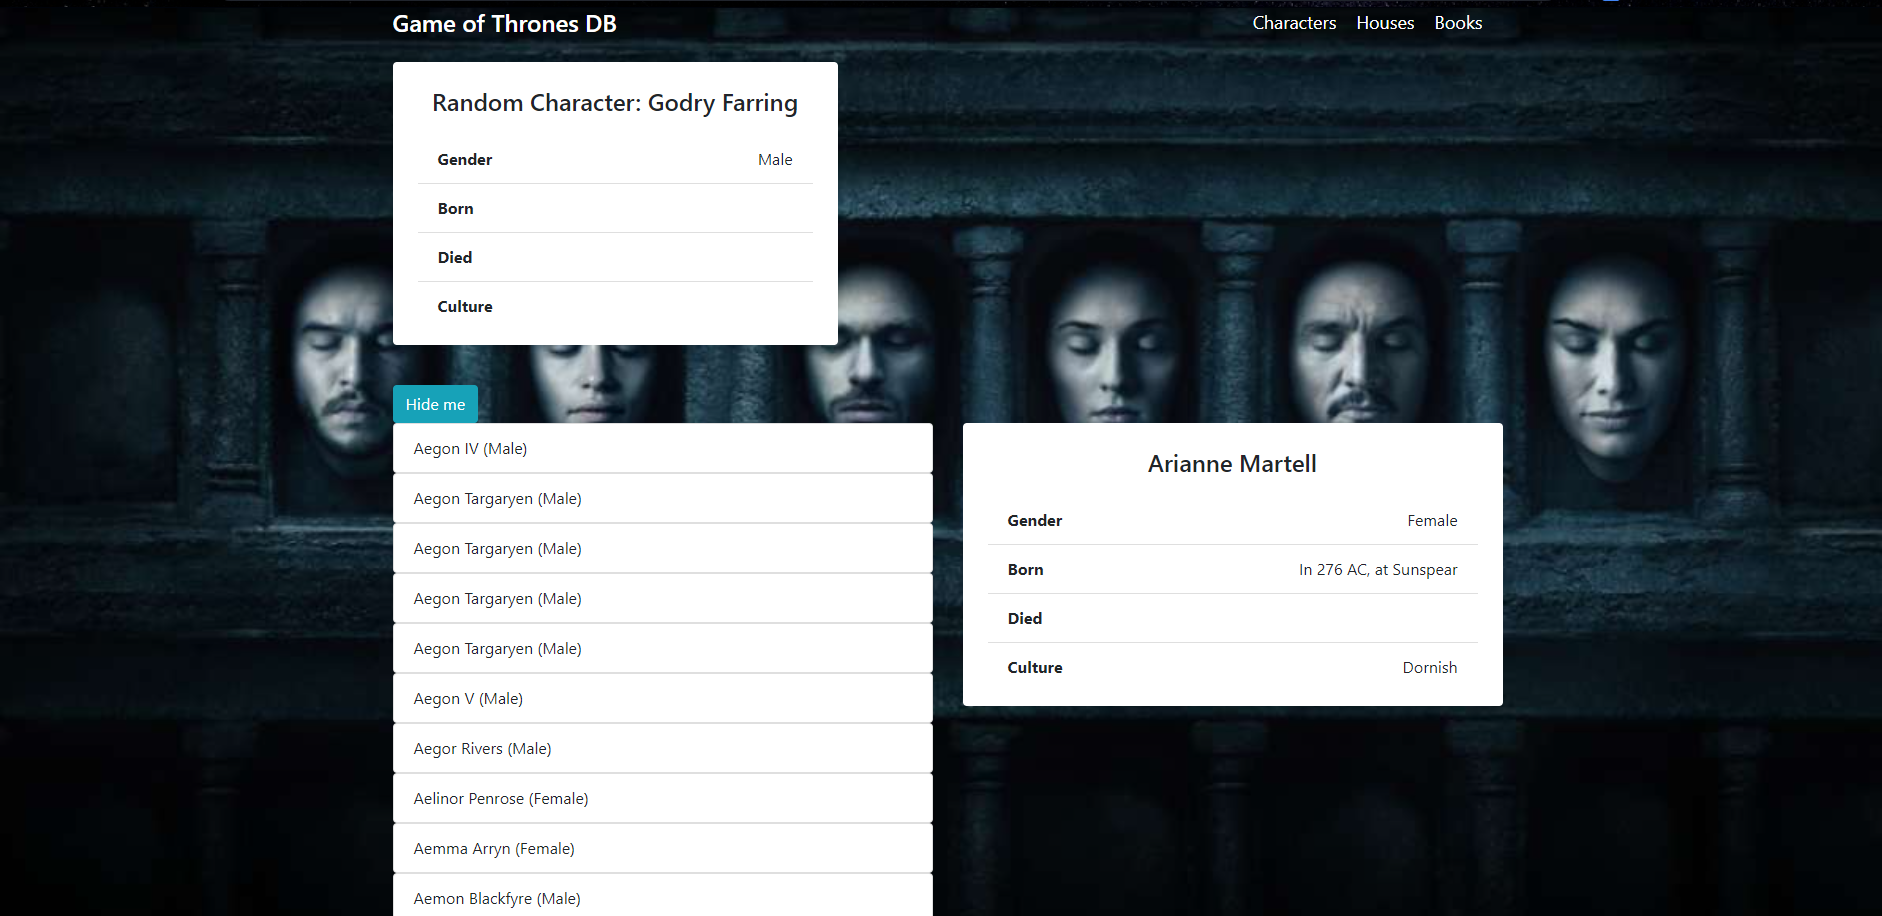 Game of Thrones DB
Characters Houses Books
Random Character: Godry Farring
Gender Male
Born
Died
Culture
Hide me
Aegon IV (Male)
Aegon Targaryen (Male)
Aegon Targaryen (Male)
Aegon Targaryen (Male)
Aegon Targaryen (Male)
Aegon V (Male)
Aegor Rivers (Male)
Aelinor Penrose (Female)
Aemma Arryn (Female)
Aemon Blackfyre (Male)
Arianne Martell
Gender Female
Born In 276 AC, at Sunspear
Died
Culture Dornish